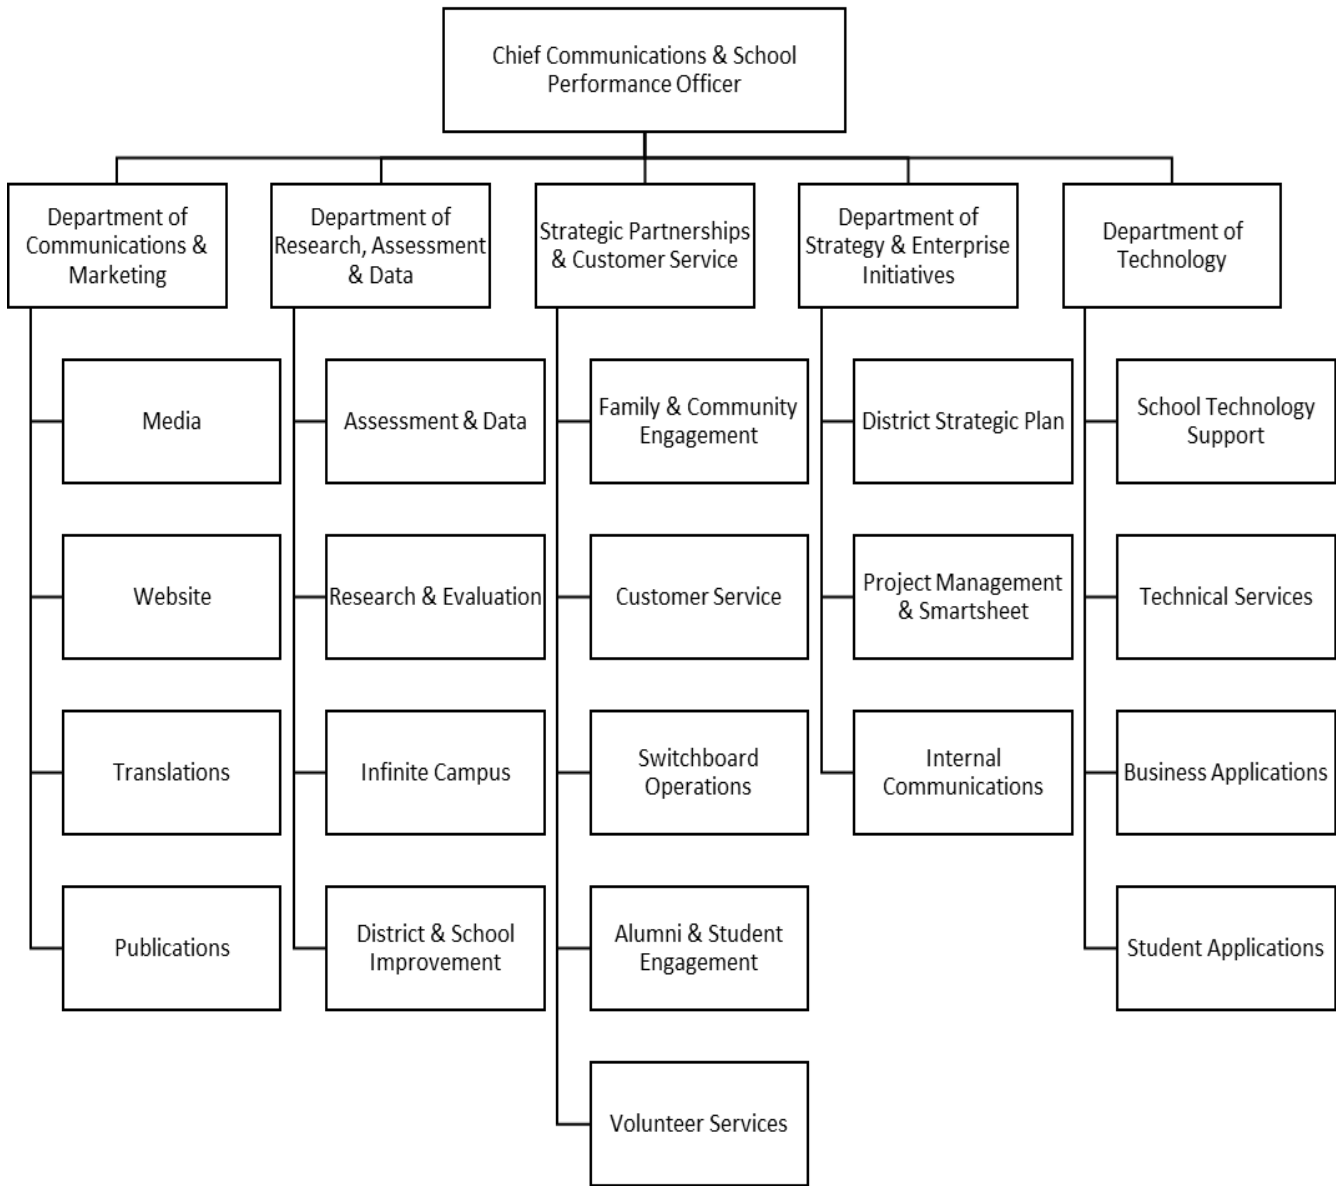 Chief Communications & School
Performance Officer
Department of
Communications &
Marketing
Department of
Research, Assessment
& Data
Strategic Partnerships
& Customer Service
Department of
Strategy & Enterprise
Initiatives
Department of
Technology
Media
Website
Translations
Publications
Assessment & Data
Research & Evaluation
Infinite Campus
District & School
Improvement
Family & Community
Engagement
Customer Service
Switchboard
Operations
Alumni & Student
Engagement
Volunteer Services
District Strategic Plan
Project Management
& Smartsheet
Internal
Communications
School Technology
Support
Technical Services
Business Applications
Student Applications